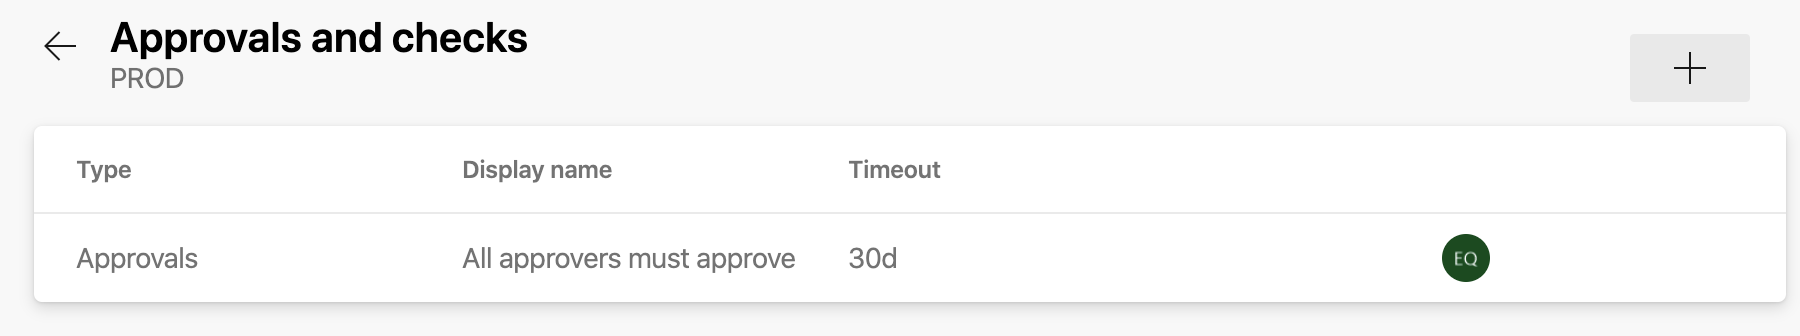 Approvals and checks
PROD
Type Display name Timeout
Approvals All approvers must approve 30d EQ